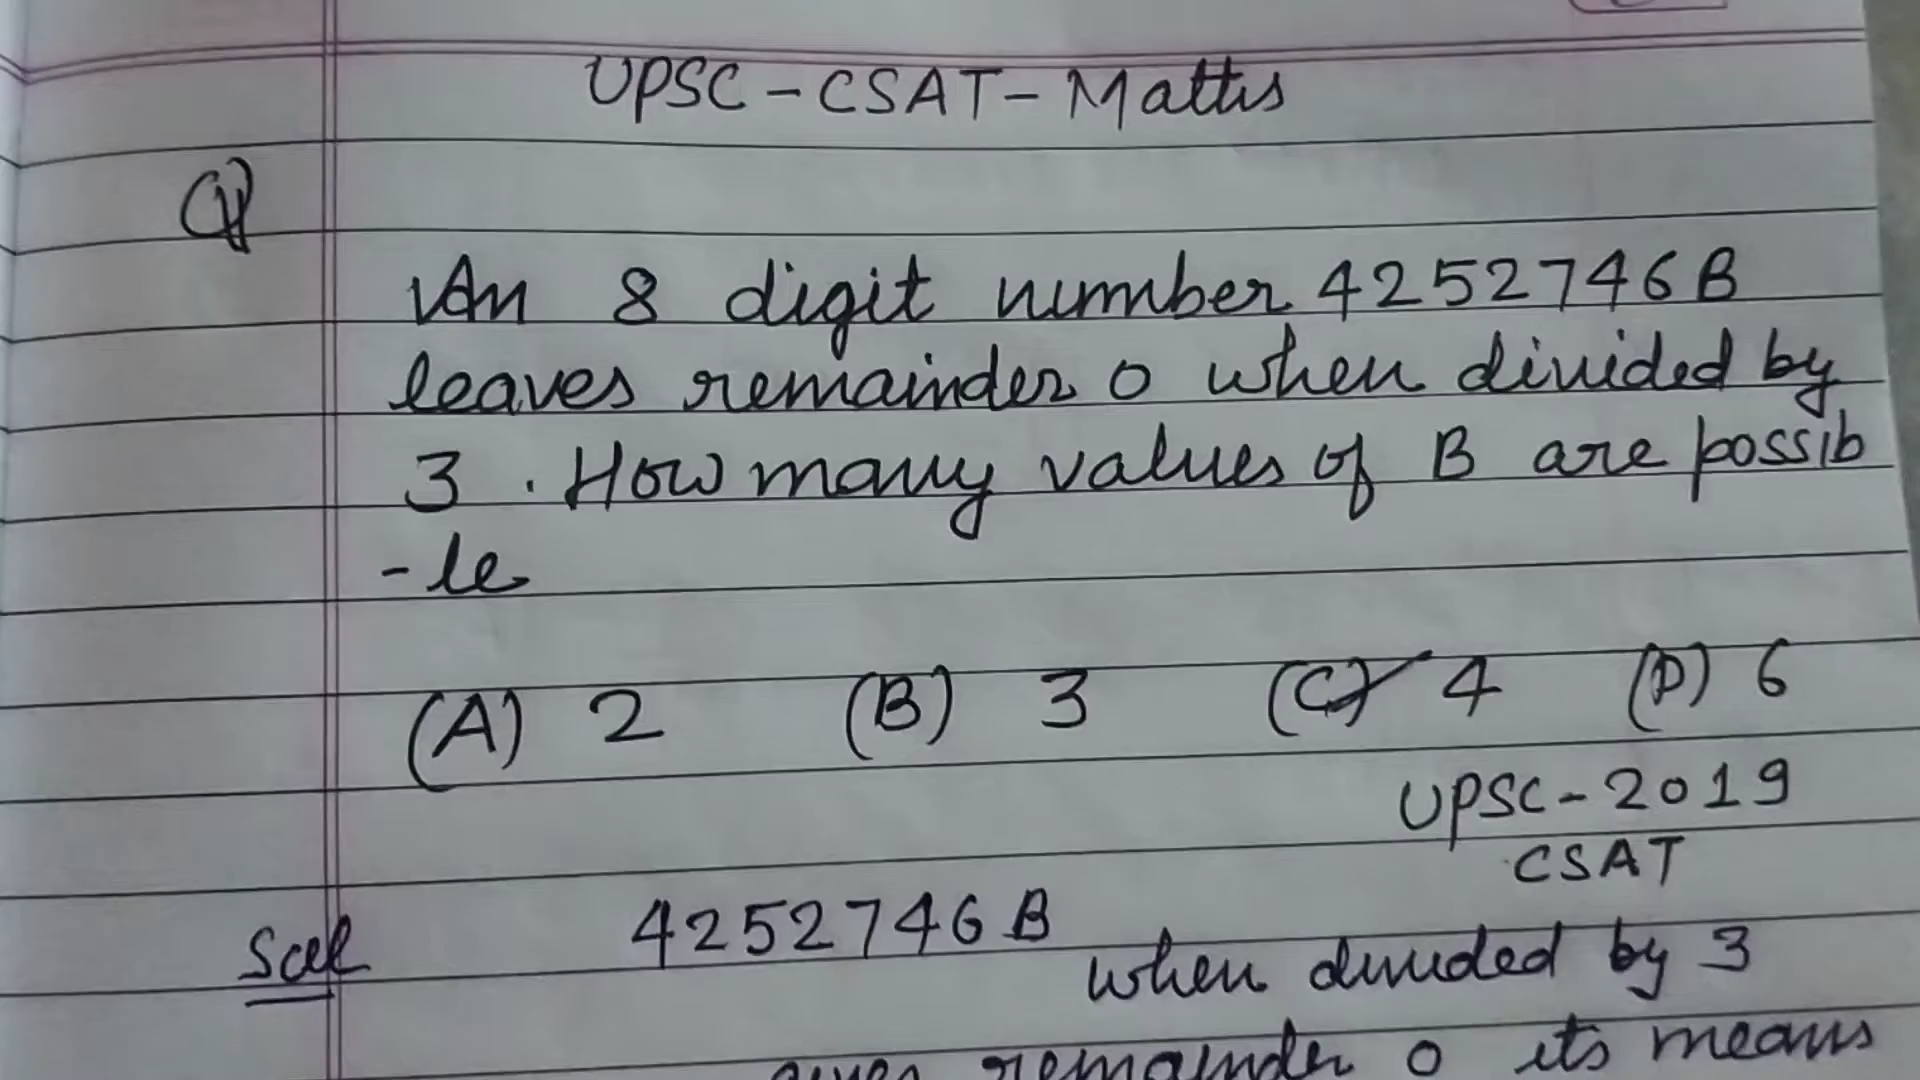 UPSC-CSAT-Maths
Q
An 8 digit number 4252746B
leaves remainder 0 when divided by
3. How many values of B are possib
-le
(A) 2 (B) 3 (C) 4 (D) 6
UPSC-2019
CSAT
Sol 4252746B when divided by 3
gives remainder 0 its means